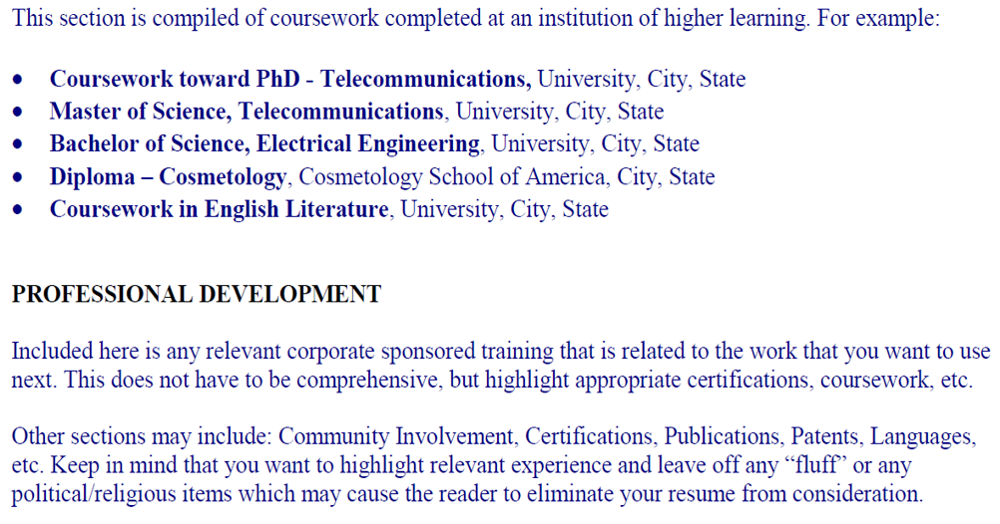 This section is compiled of coursework completed at an institution of higher learning. For example:
• Coursework toward PhD - Telecommunications, University, City, State
• Master of Science, Telecommunications, University, City, State
• Bachelor of Science, Electrical Engineering, University, City, State
• Diploma – Cosmetology, Cosmetology School of America, City, State
• Coursework in English Literature, University, City, State
PROFESSIONAL DEVELOPMENT
Included here is any relevant corporate sponsored training that is related to the work that you want to use
next. This does not have to be comprehensive, but highlight appropriate certifications, coursework, etc.
Other sections may include: Community Involvement, Certifications, Publications, Patents, Languages,
etc. Keep in mind that you want to highlight relevant experience and leave off any “fluff” or any
political/religious items which may cause the reader to eliminate your resume from consideration.